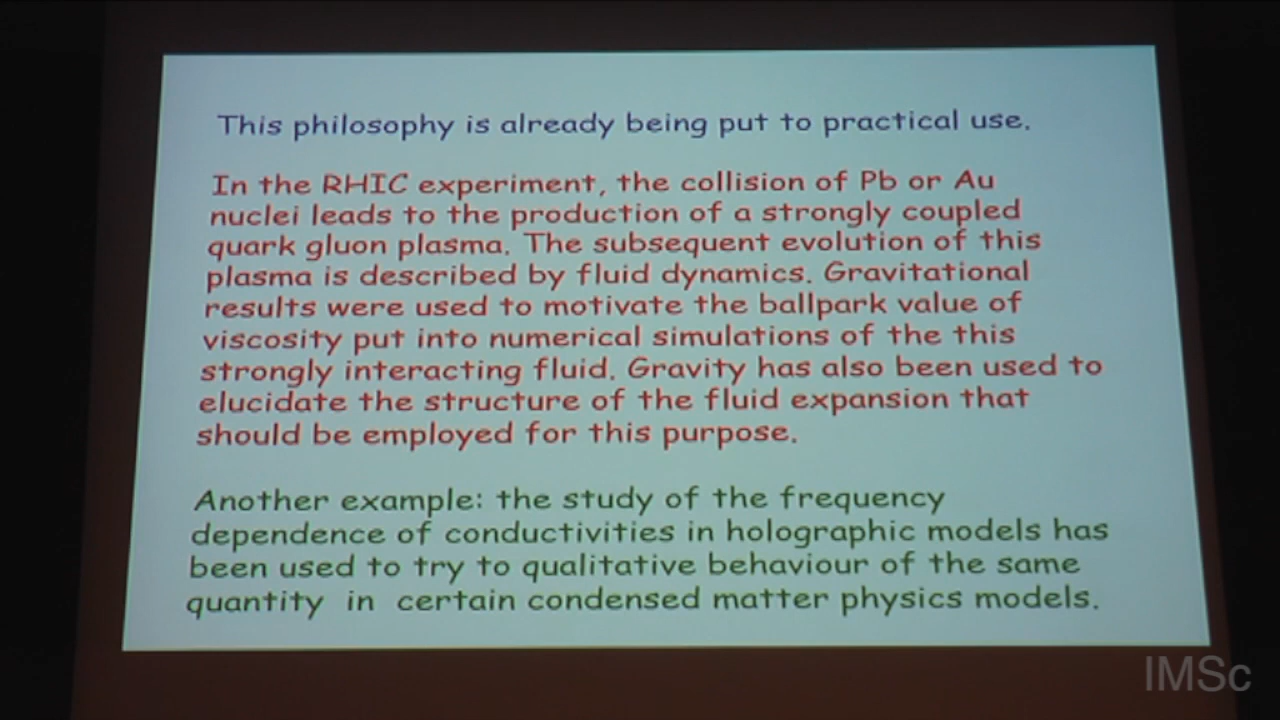 This philosophy is already being put to practical use.
In the RHIC experiment, the collision of Pb or Au
nuclei leads to the production of a strongly coupled
quark gluon plasma. The subsequent evolution of this
plasma is described by fluid dynamics. Gravitational
results were used to motivate the ballpark value of
viscosity put into numerical simulations of the this
strongly interacting fluid. Gravity has also been used to
elucidate the structure of the fluid expansion that
should be employed for this purpose.
Another example: the study of the frequency
dependence of conductivities in holographic models has
been used to try to qualitative behaviour of the same
quantity in certain condensed matter physics models.
IMSc